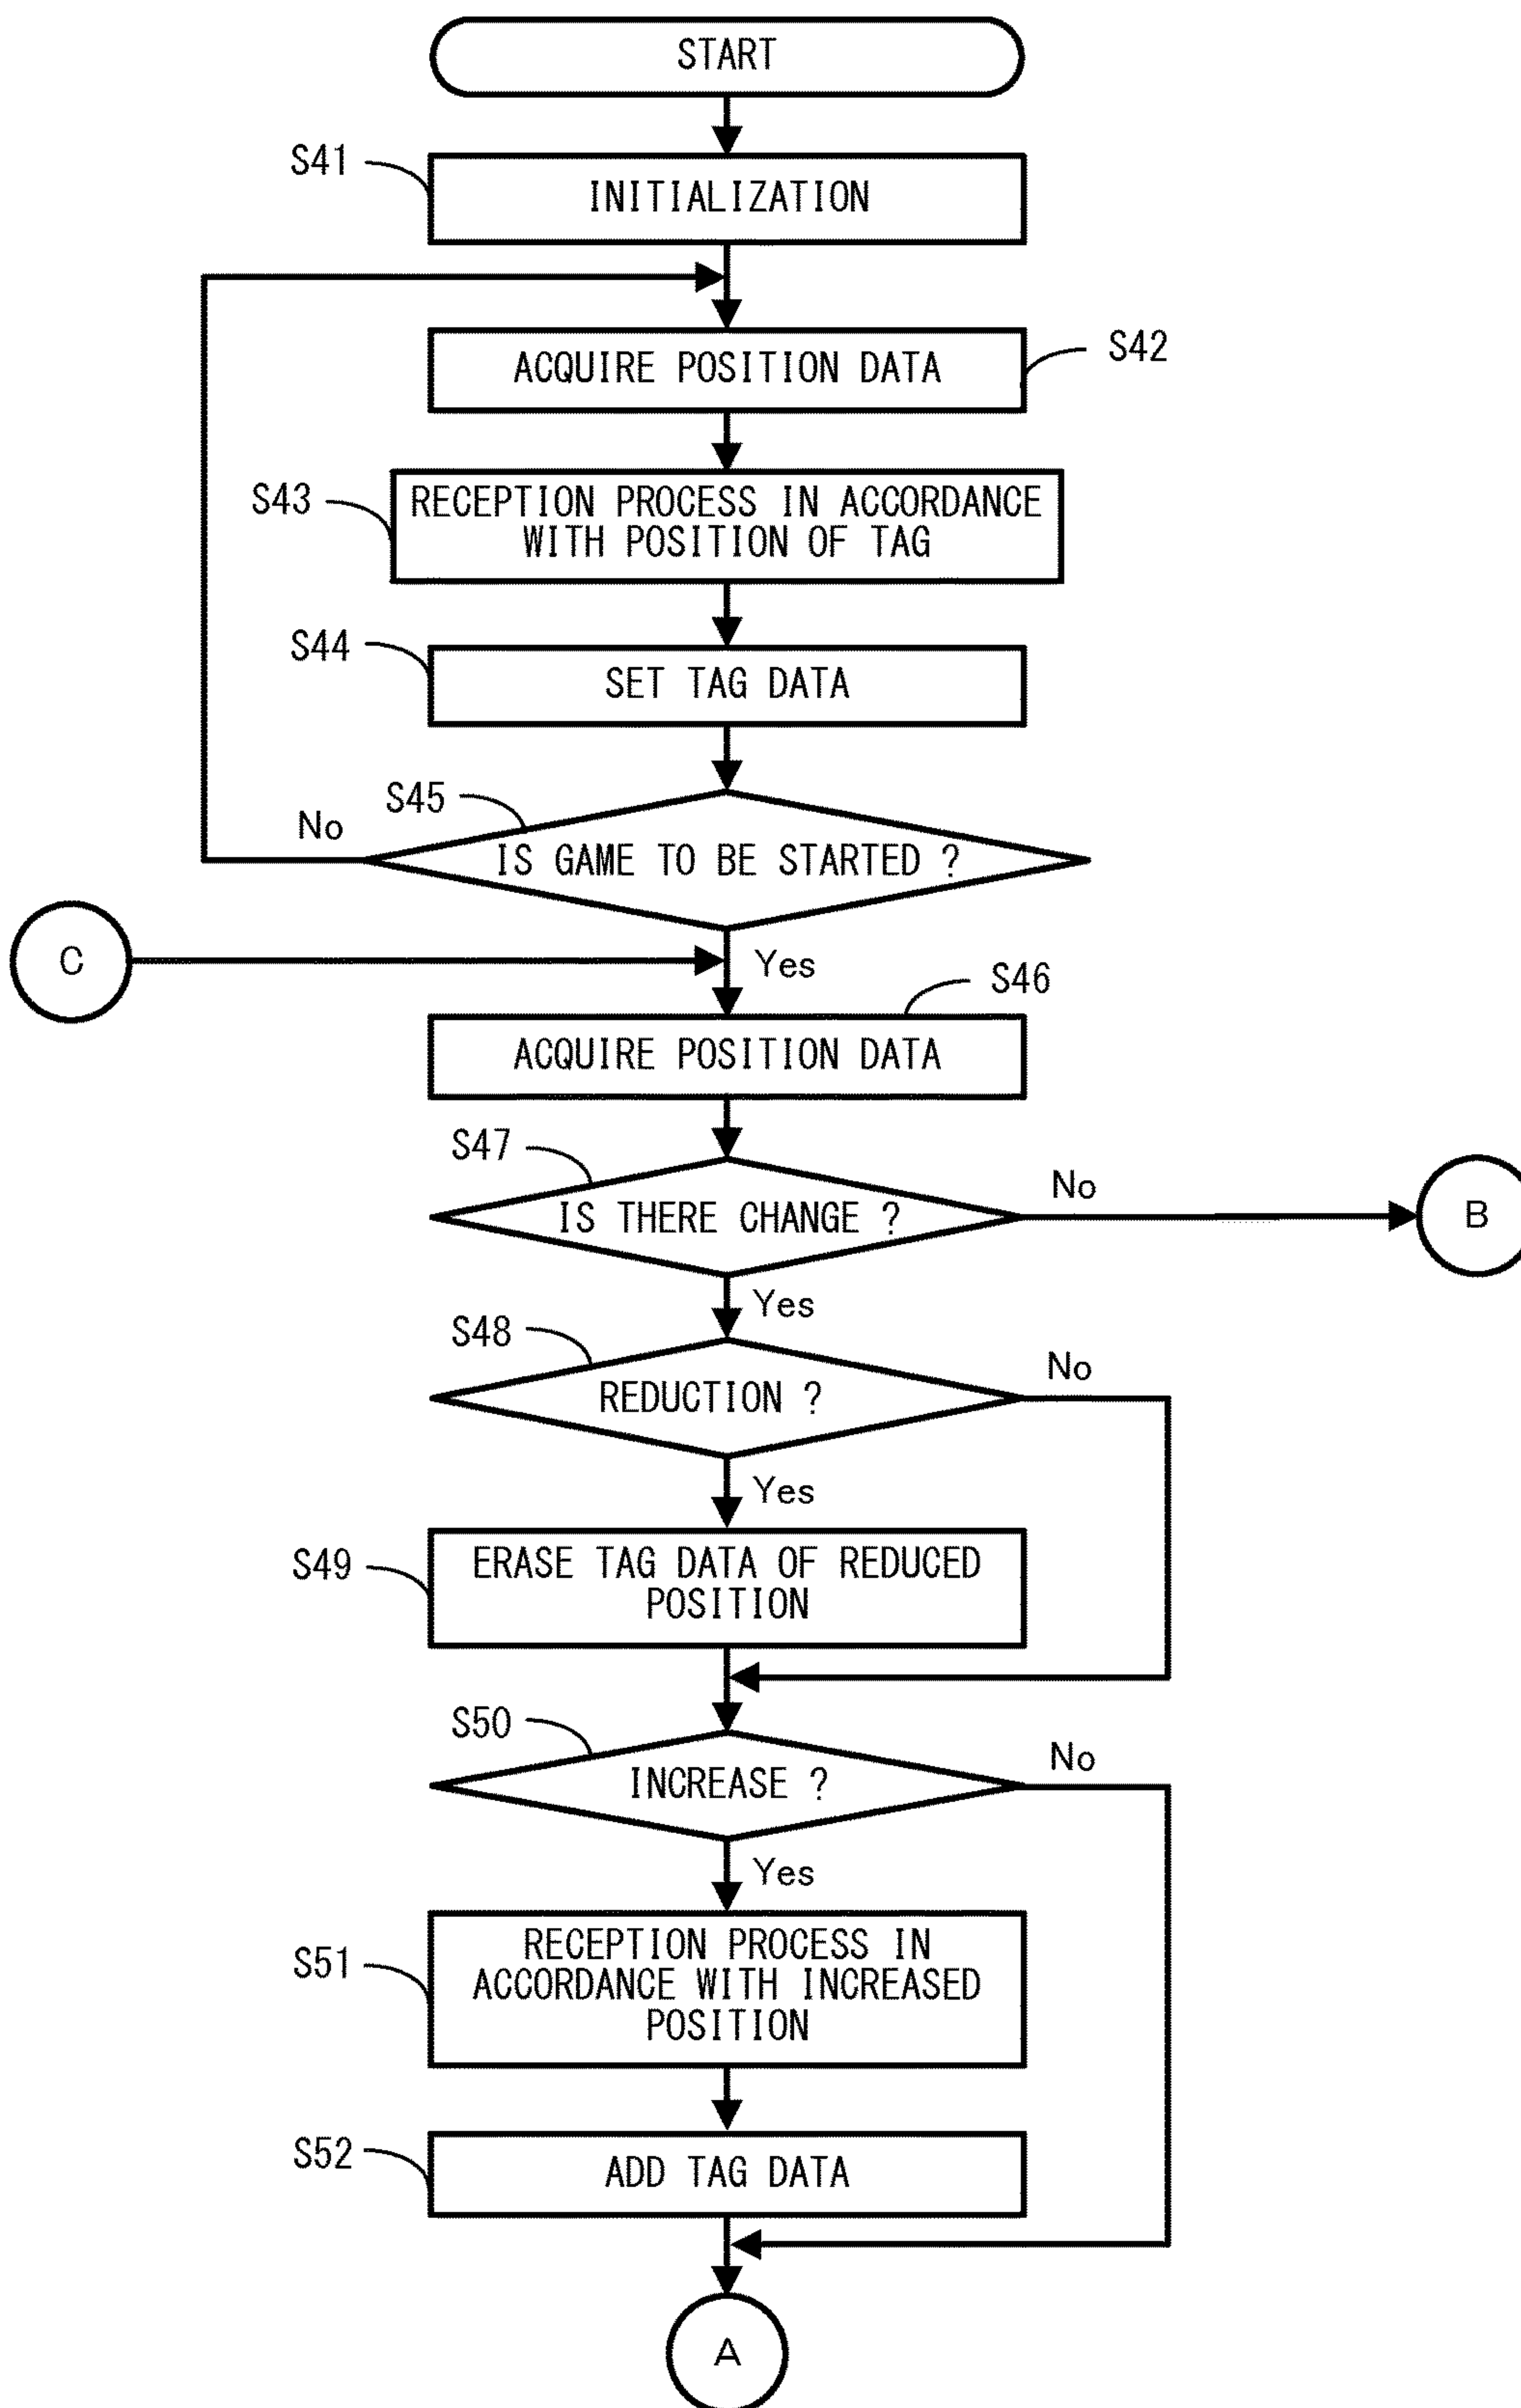 START
S41
INITIALIZATION
S42
ACQUIRE POSITION DATA
S43
RECEPTION PROCESS IN ACCORDANCE
WITH POSITION OF TAG
S44
SET TAG DATA
S45
No
IS GAME TO BE STARTED ?
C
Yes
S46
ACQUIRE POSITION DATA
S47
No
IS THERE CHANGE ?
B
Yes
S48
No
REDUCTION ?
Yes
S49
ERASE TAG DATA OF REDUCED
POSITION
S50
No
INCREASE ?
Yes
S51
RECEPTION PROCESS IN
ACCORDANCE WITH INCREASED
POSITION
S52
ADD TAG DATA
A